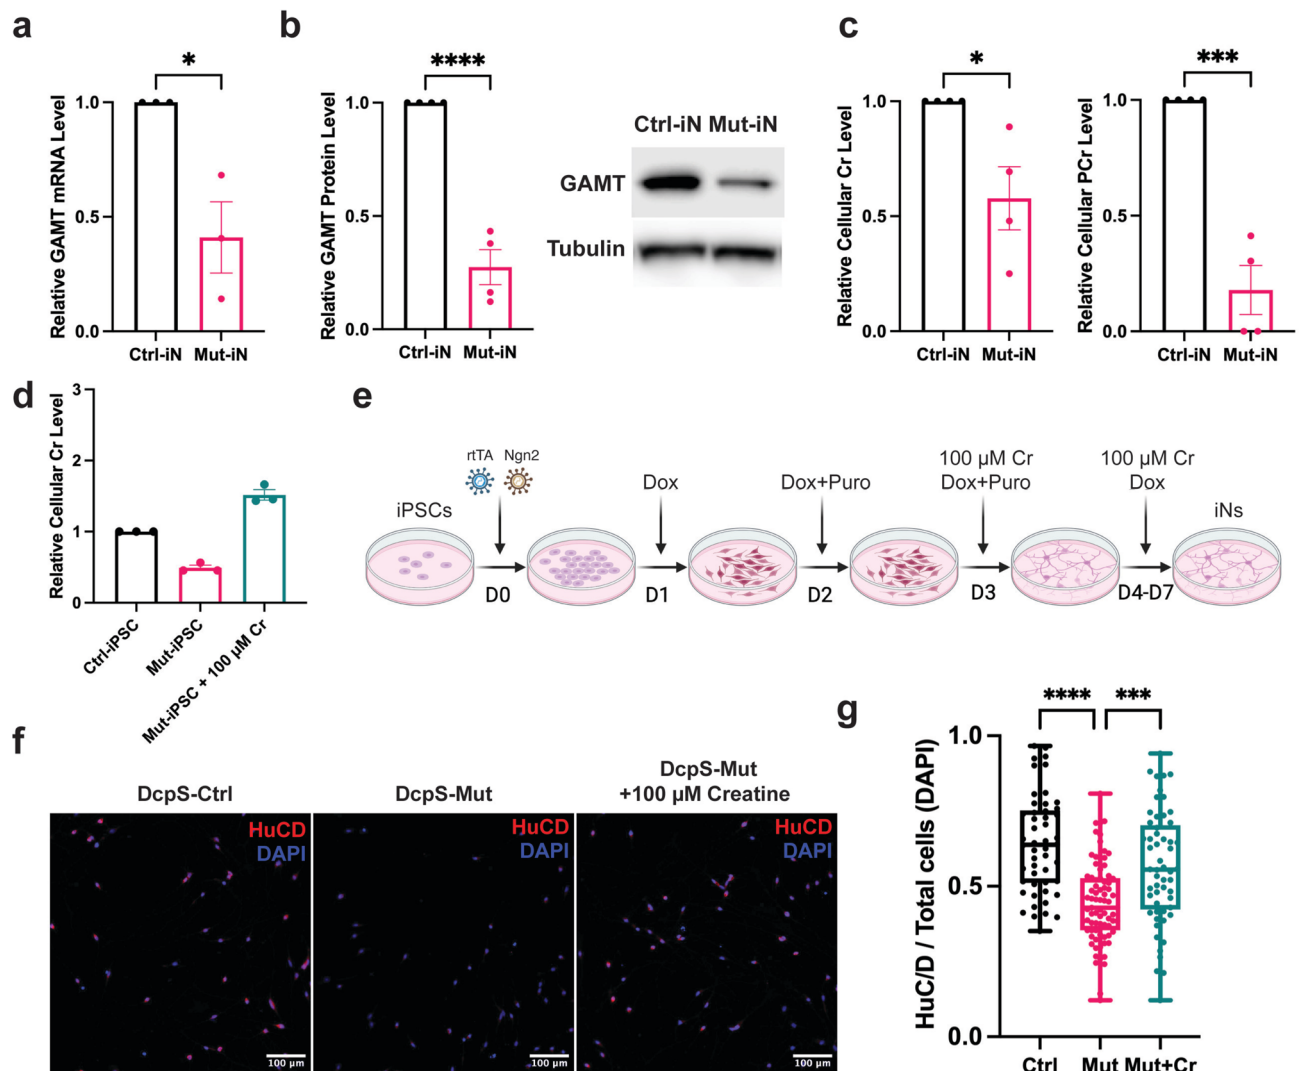 a
*
Relative GAMT mRNA Level
1.0
0.5
0.0
Ctrl-iN
Mut-iN
b
****
Relative GAMT Protein Level
1.0
0.5
0.0
Ctrl-iN
Mut-iN
Ctrl-iN Mut-iN
GAMT
Tubulin
c
*
Relative Cellular Cr Level
1.0
0.5
0.0
Ctrl-iN
Mut-iN
***
Relative Cellular PCr Level
1.0
0.5
0.0
Ctrl-iN
Mut-iN
d
Relative Cellular Cr Level
3
2
1
0
Ctrl-iPSC
Mut-iPSC
Mut-iPSC + 100 µM Cr
e
iPSCs
rtTA
Ngn2
D0
Dox
D1
Dox+Puro
D2
100 µM Cr
Dox+Puro
D3
100 µM Cr
Dox
D4-D7
iNs
f
DcpS-Ctrl
HuCD
DAPI
100 µm
DcpS-Mut
HuCD
DAPI
100 µm
DcpS-Mut
+100 µM Creatine
HuCD
DAPI
100 µm
g
****
***
HuC/D / Total cells (DAPI)
1.0
0.5
0.0
Ctrl
Mut
Mut+Cr